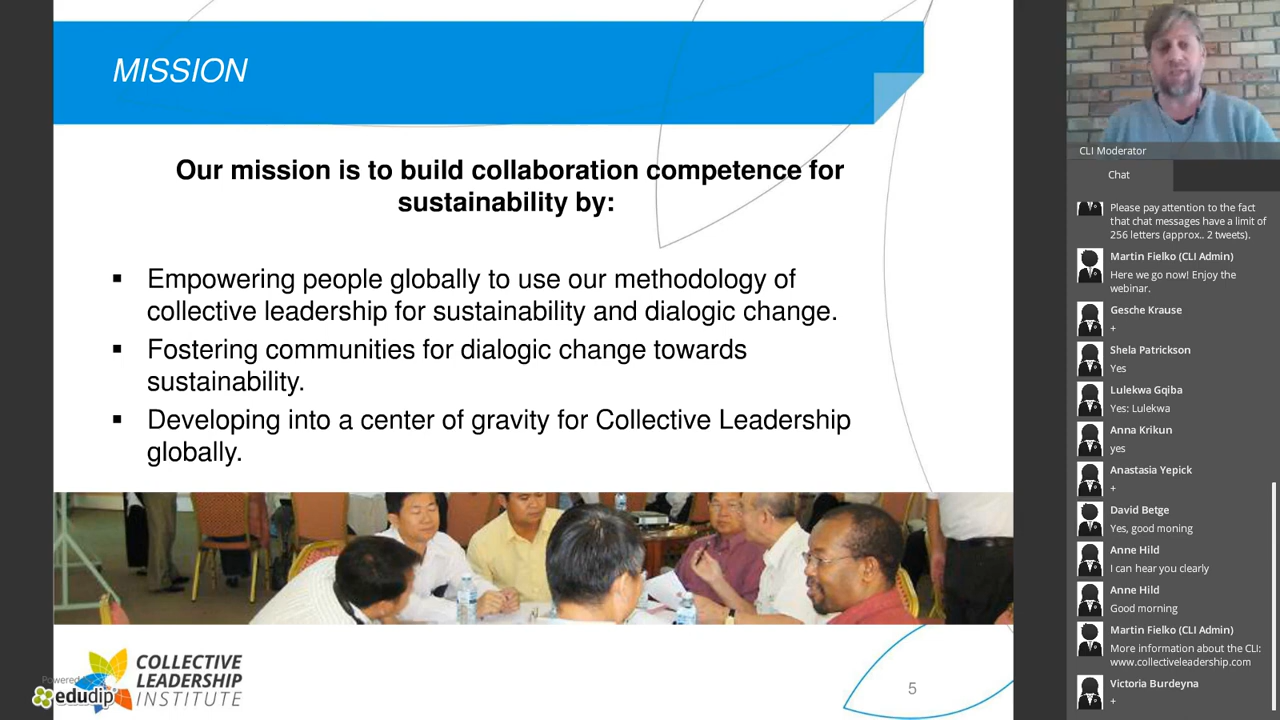 MISSION
Our mission is to build collaboration competence for
sustainability by:
Empowering people globally to use our methodology of
collective leadership for sustainability and dialogic change.
Fostering communities for dialogic change towards
sustainability.
Developing into a center of gravity for Collective Leadership
globally.
COLLECTIVE
LEADERSHIP
INSTITUTE
Powered
edudip
5
CLI Moderator
Chat
Please pay attention to the fact
that chat messages have a limit of
256 letters (approx.. 2 tweets).
Martin Fielko (CLI Admin)
Here we go now! Enjoy the
webinar.
Gesche Krause
+
Shela Patrickson
Yes
Lulekwa Gqiba
Yes: Lulekwa
Anna Krikun
yes
Anastasia Yepick
+
David Betge
Yes, good moning
Anne Hild
I can hear you clearly
Anne Hild
Good morning
Martin Fielko (CLI Admin)
More information about the CLI:
www.collectiveleadership.com
Victoria Burdeyna
+